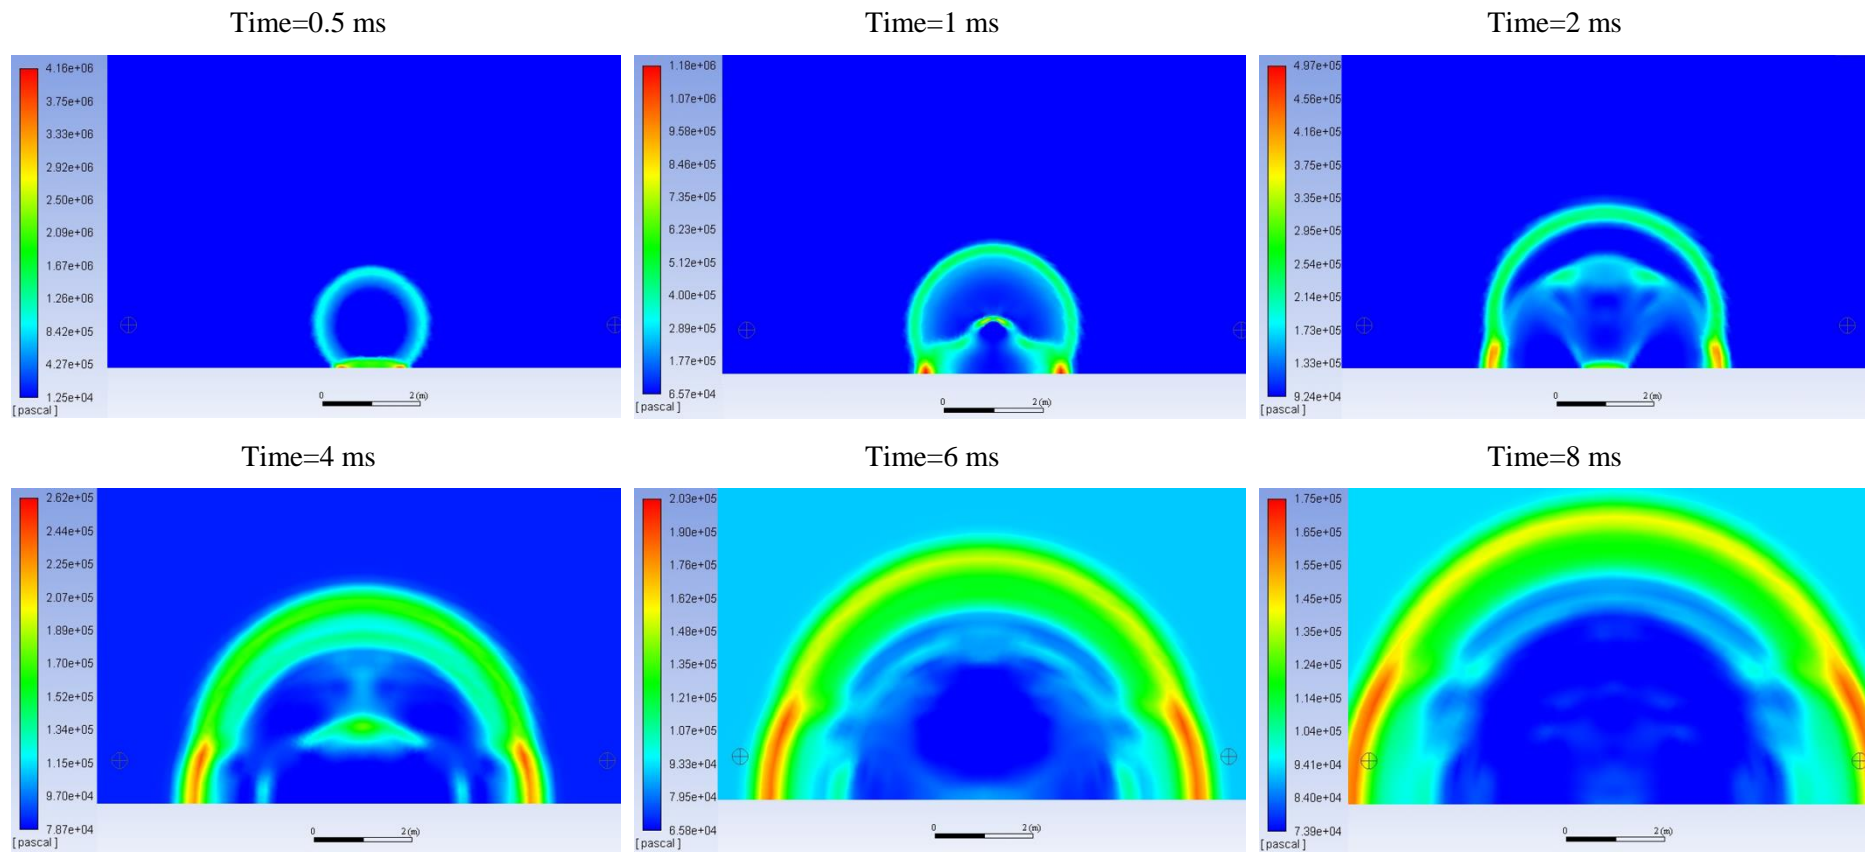 Time=0.5 ms
Time=1 ms
Time=2 ms
4.16e+06
3.75e+06
3.33e+06
2.92e+06
2.50e+06
2.09e+06
1.67e+06
1.26e+06
8.42e+05
4.27e+05
1.25e+04
[pascal]
0 2 (m)
1.18e+06
1.07e+06
9.58e+05
8.46e+05
7.35e+05
6.23e+05
5.12e+05
4.00e+05
2.89e+05
1.77e+05
6.57e+04
[pascal]
0 2 (m)
4.97e+05
4.56e+05
4.16e+05
3.75e+05
3.35e+05
2.95e+05
2.54e+05
2.14e+05
1.73e+05
1.33e+05
9.24e+04
[pascal]
0 2 (m)
Time=4 ms
Time=6 ms
Time=8 ms
2.62e+05
2.44e+05
2.25e+05
2.07e+05
1.89e+05
1.70e+05
1.52e+05
1.34e+05
1.15e+05
9.70e+04
7.87e+04
[pascal]
0 2 (m)
2.03e+05
1.90e+05
1.76e+05
1.62e+05
1.48e+05
1.35e+05
1.21e+05
1.07e+05
9.33e+04
7.95e+04
6.58e+04
[pascal]
0 2 (m)
1.75e+05
1.65e+05
1.55e+05
1.45e+05
1.35e+05
1.24e+05
1.14e+05
1.04e+05
9.41e+04
8.40e+04
7.39e+04
[pascal]
0 2 (m)